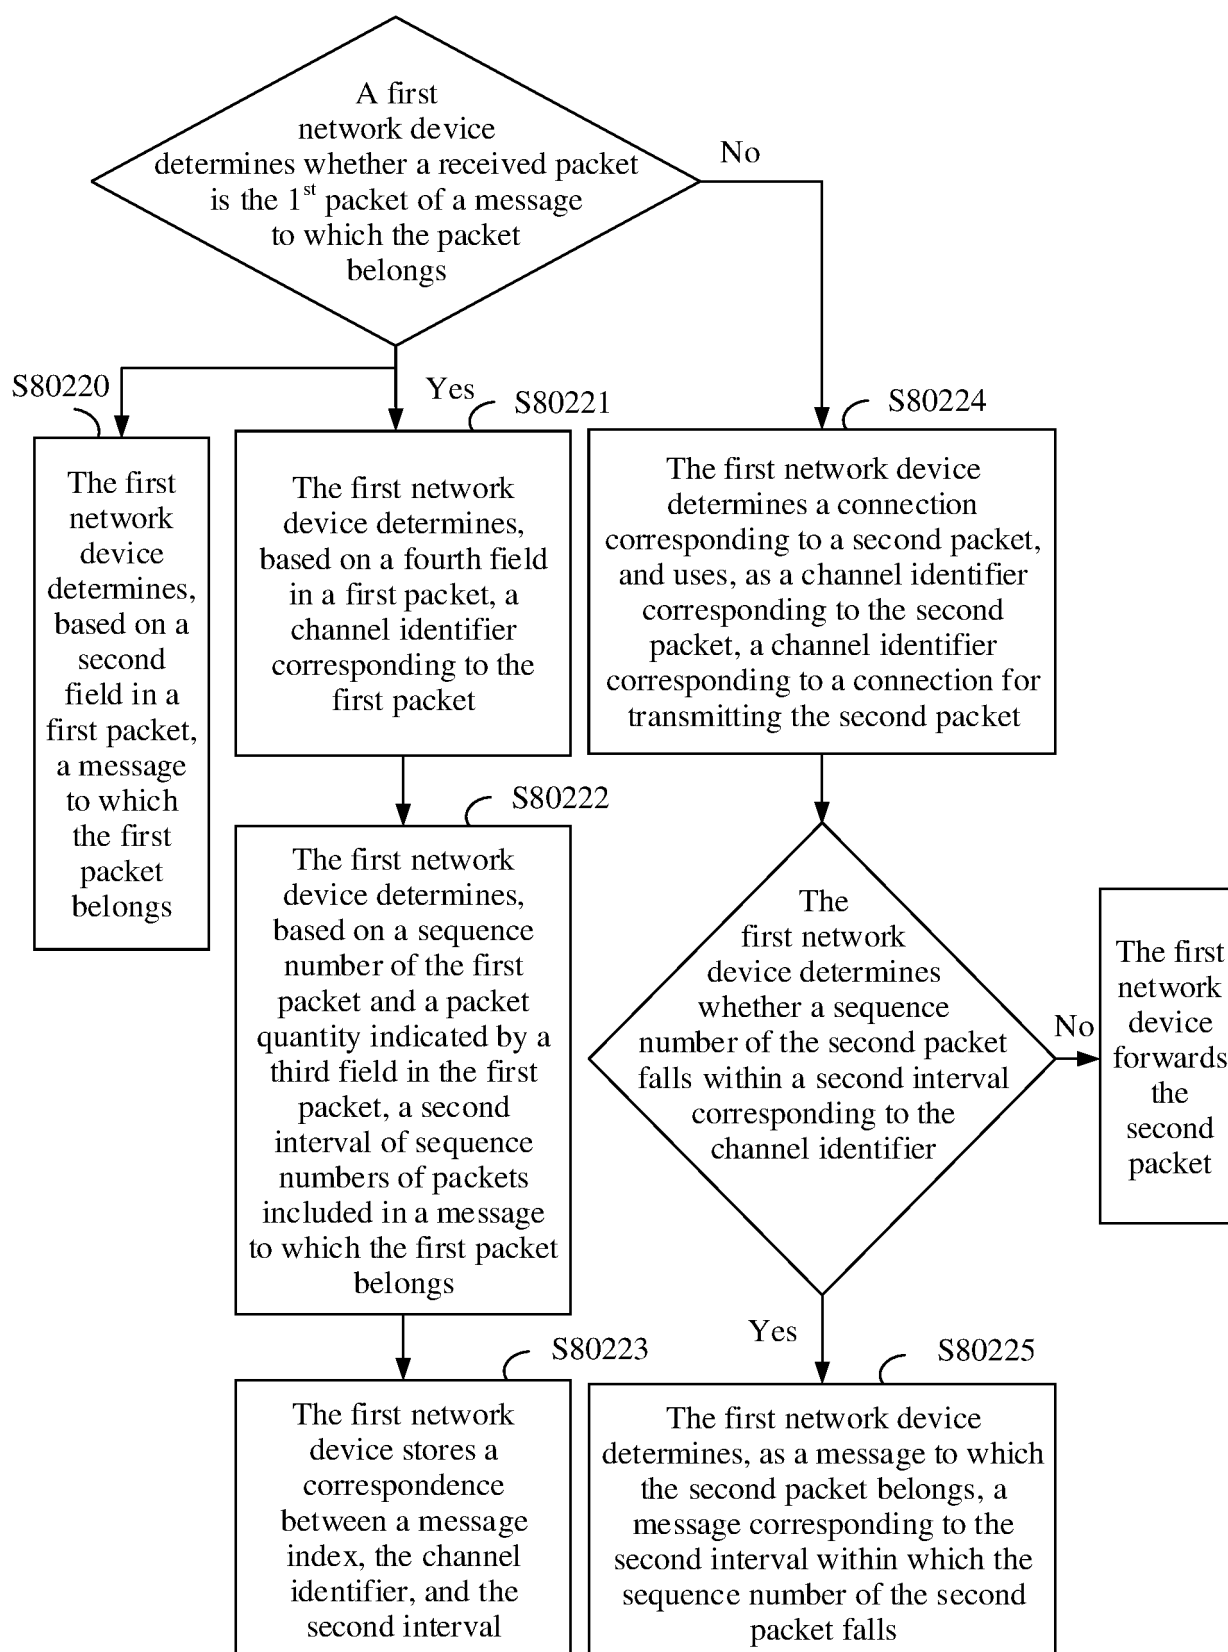 A first
network device
determines whether a received packet
is the 1st packet of a message
to which the packet
belongs
No
Yes
S80220
The first
network
device
determines,
based on a
second
field in a
first packet,
a message
to which
the first
packet
belongs
S80221
The first network
device determines,
based on a fourth field
in a first packet, a
channel identifier
corresponding to the
first packet
S80222
The first network
device determines,
based on a sequence
number of the first
packet and a packet
quantity indicated by a
third field in the first
packet, a second
interval of sequence
numbers of packets
included in a message
to which the first packet
belongs
S80223
The first network
device stores a
correspondence
between a message
index, the channel
identifier, and the
second interval
S80224
The first network device
determines a connection
corresponding to a second packet,
and uses, as a channel identifier
corresponding to the second
packet, a channel identifier
corresponding to a connection for
transmitting the second packet
The
first network
device determines
whether a sequence
number of the second packet
falls within a second interval
corresponding to the
channel identifier
No
The first
network
device
forwards
the
second
packet
Yes
S80225
The first network device
determines, as a message to which
the second packet belongs, a
message corresponding to the
second interval within which the
sequence number of the second
packet falls